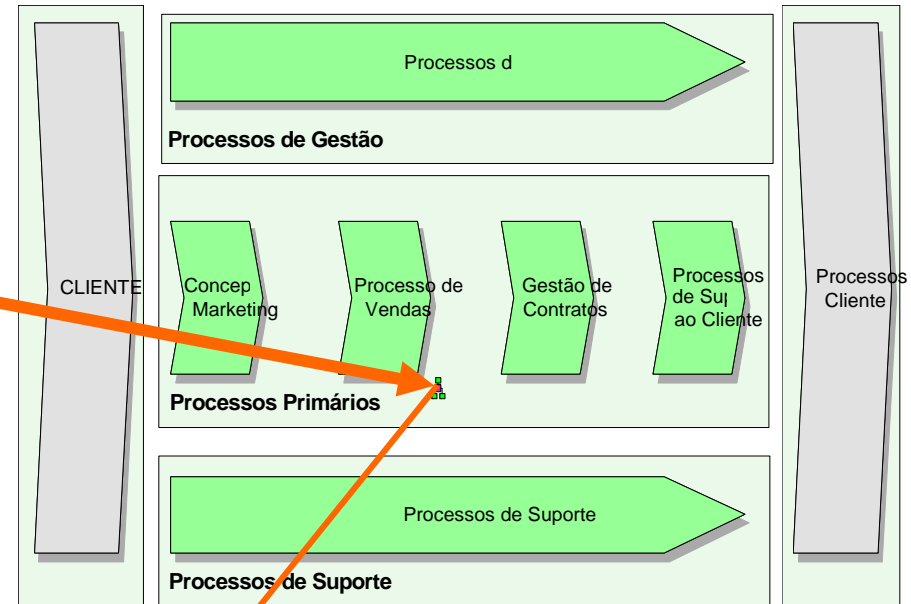 Processos d
Processos de Gestão
CLIENTE
Concep
Marketing
Processo de
Vendas
Gestão de
Contratos
Processos
de Su
ao Cliente
Processos
Cliente
Processos Primários
Processos de Suporte
Processos de Suporte